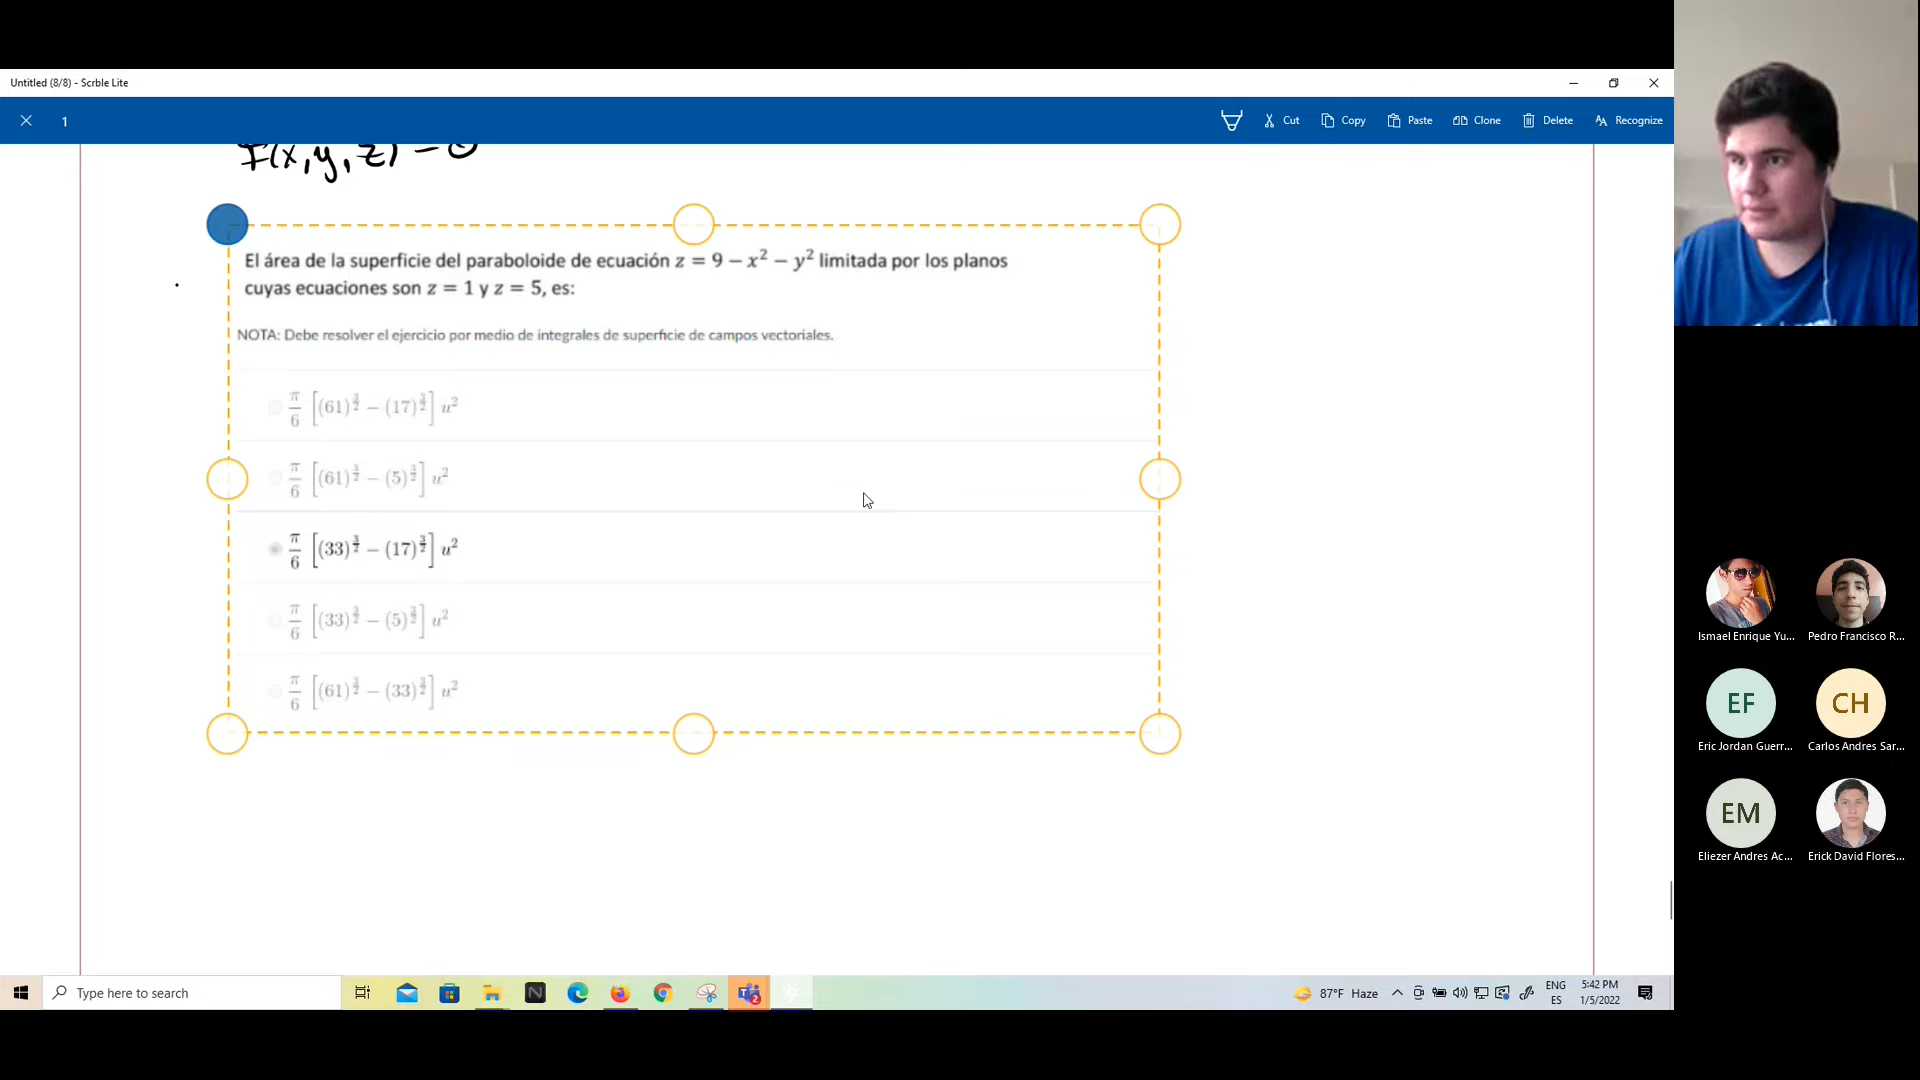 Untitled (8/8) - Scrble Lite
1
Cut
Copy
Paste
Clone
Delete
Recognize
F(x,y,z) = 0
El área de la superficie del paraboloide de ecuación z = 9 − x² − y² limitada por los planos
cuyas ecuaciones son z = 1 y z = 5, es:
NOTA: Debe resolver el ejercicio por medio de integrales de superficie de campos vectoriales.
π/6 [(61)^(3/2) − (17)^(3/2)] u²
π/6 [(61)^(3/2) − (5)^(3/2)] u²
π/6 [(33)^(3/2) − (17)^(3/2)] u²
π/6 [(33)^(3/2) − (5)^(3/2)] u²
π/6 [(61)^(3/2) − (33)^(3/2)] u²
Ismael Enrique Yu...
Pedro Francisco R...
EF
CH
Eric Jordan Guerr...
Carlos Andres Sar...
EM
Eliezer Andres Ac...
Erick David Flores...
Type here to search
N
2
87°F Haze
ENG
ES
5:42 PM
1/5/2022